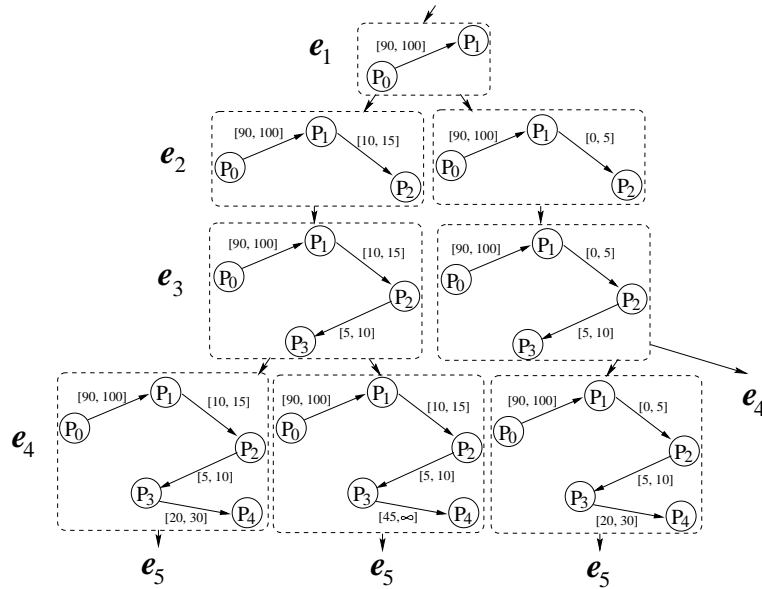 e1
[90, 100]
P0
P1
e2
[90, 100]
P0
P1
[10, 15]
P2
[90, 100]
P0
P1
[0, 5]
P2
e3
[90, 100]
P0
P1
[10, 15]
P2
[5, 10]
P3
[90, 100]
P0
P1
[0, 5]
P2
[5, 10]
P3
e4
e4
[90, 100]
P0
P1
[10, 15]
P2
[5, 10]
P3
[20, 30]
P4
[90, 100]
P0
P1
[10, 15]
P2
[5, 10]
P3
[45,∞]
P4
[90, 100]
P0
P1
[0, 5]
P2
[5, 10]
P3
[20, 30]
P4
e5
e5
e5